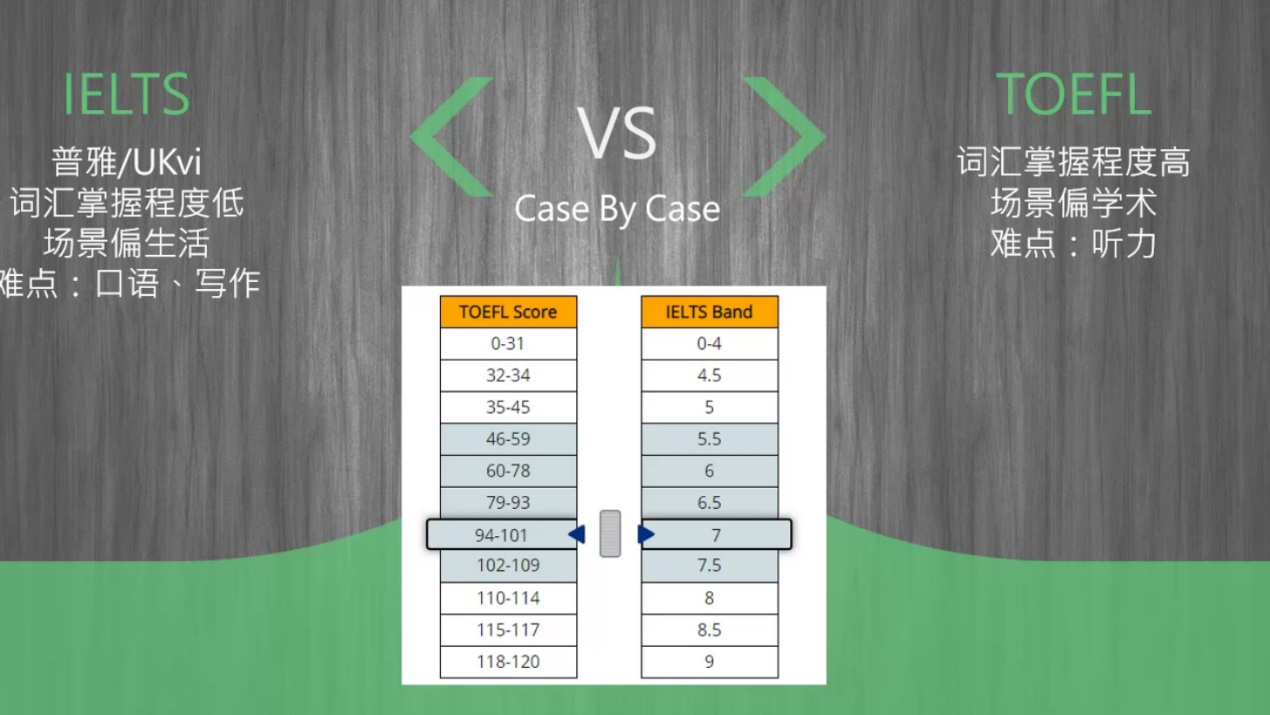 IELTS
普雅/UKvi
词汇掌握程度低
场景偏生活
难点：口语、写作
VS
Case By Case
TOEFL
词汇掌握程度高
场景偏学术
难点：听力
TOEFL Score IELTS Band
0-31 0-4
32-34 4.5
35-45 5
46-59 5.5
60-78 6
79-93 6.5
94-101 7
102-109 7.5
110-114 8
115-117 8.5
118-120 9